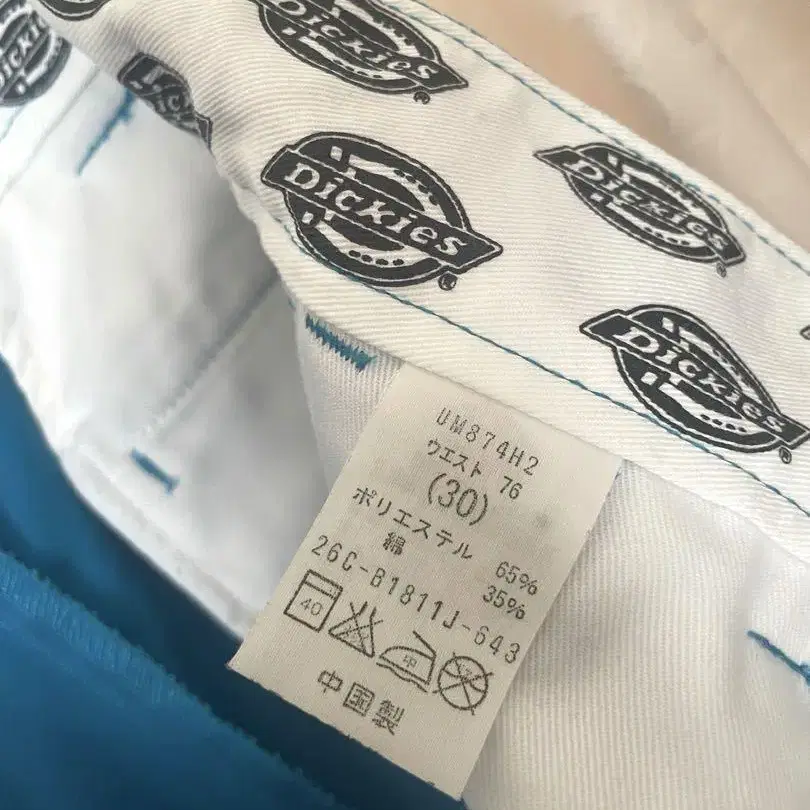 Dickies
Dickies
Dickies
Dickies
Dickies
UM874H2
ウエスト 76
(30)
ポリエステル 65%
綿 35%
26C-B1811J-643
40
中
中国製